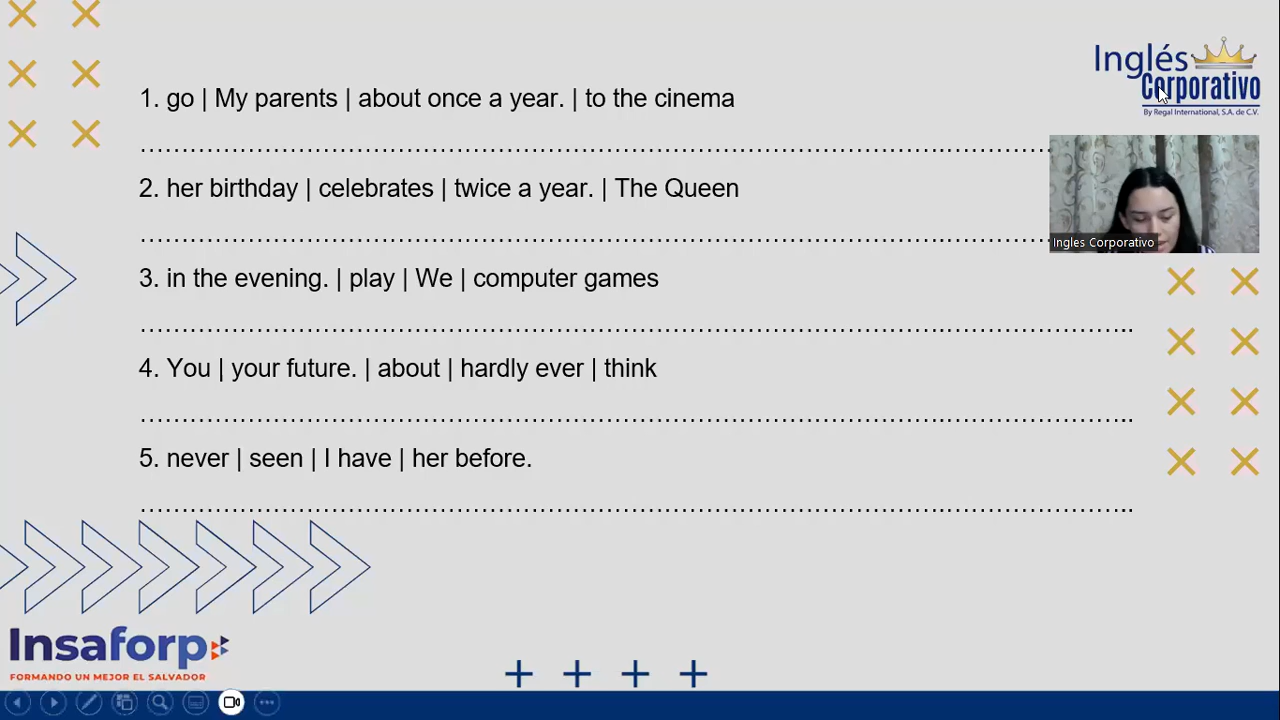 Inglés
Corporativo
By Regal International, S.A. de C.V.
1. go | My parents | about once a year. | to the cinema
2. her birthday | celebrates | twice a year. | The Queen
Ingles Corporativo
3. in the evening. | play | We | computer games
4. You | your future. | about | hardly ever | think
5. never | seen | I have | her before.
Insaforp
FORMANDO UN MEJOR EL SALVADOR